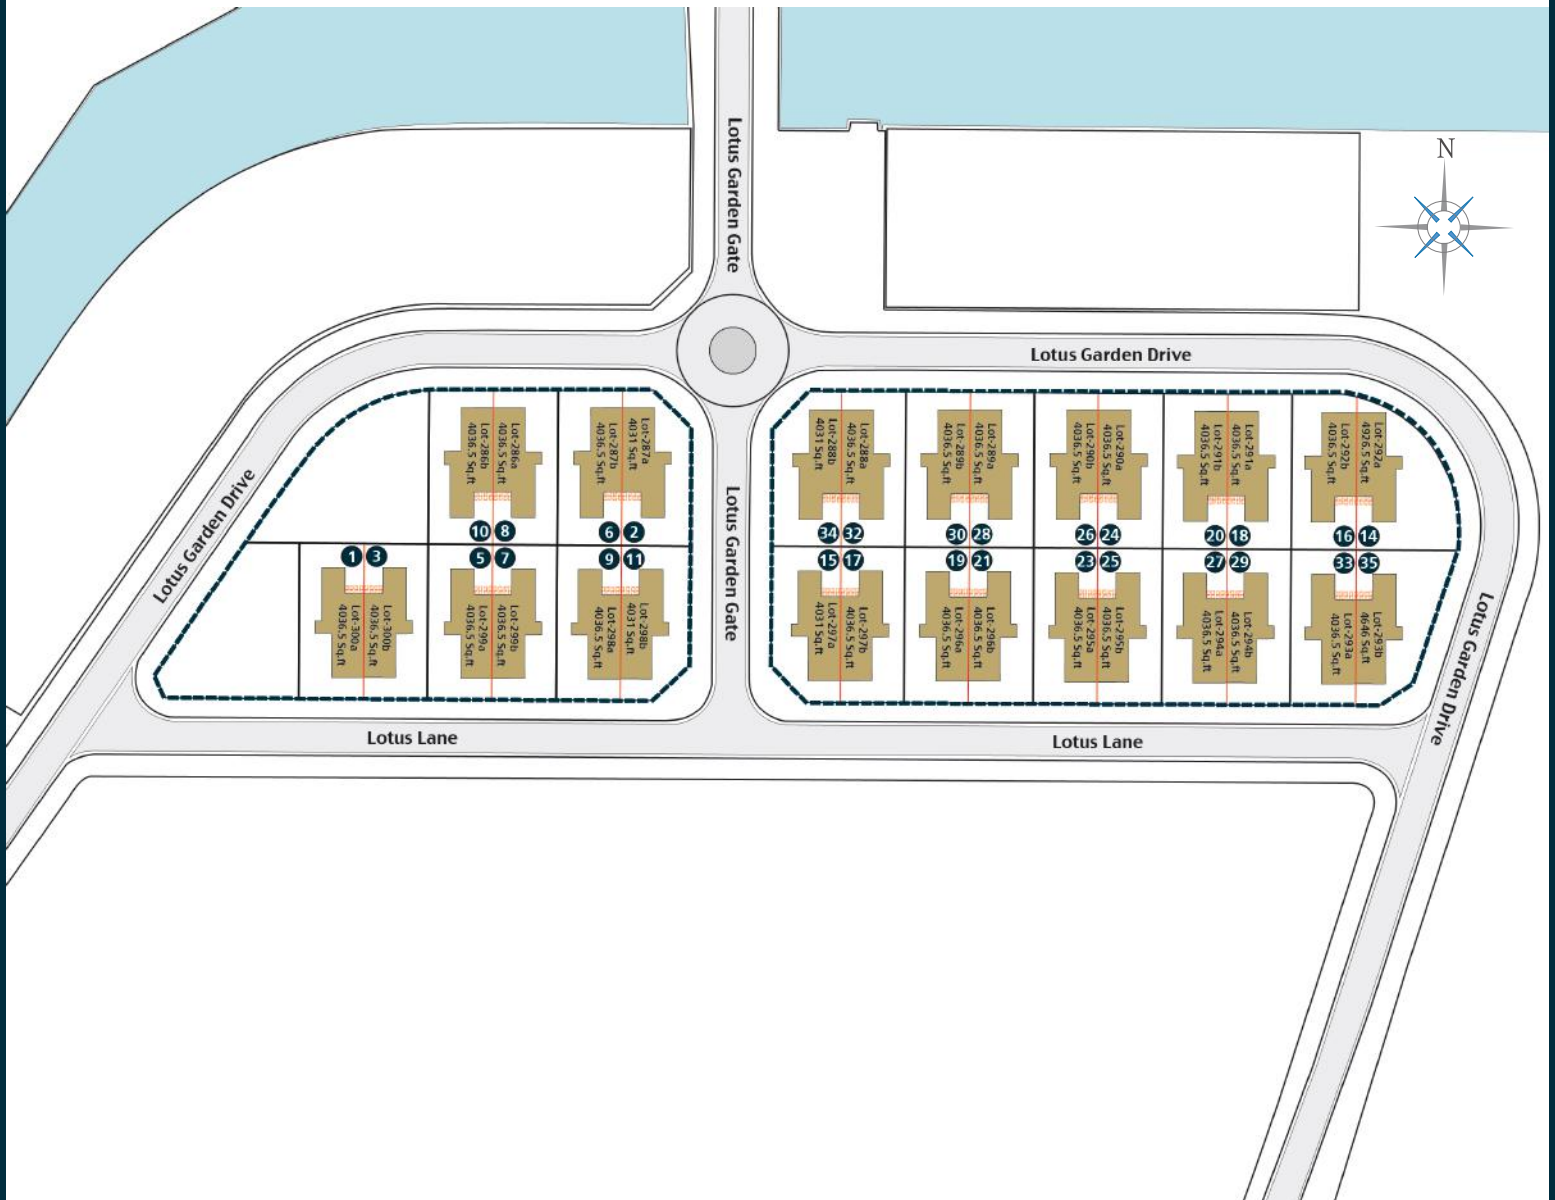 N
Lotus Garden Gate
Lotus Garden Drive
Lotus Garden Drive
Lot-286b
4036.5 Sq.ft
Lot-286a
4036.5 Sq.ft
Lot-287b
4036.5 Sq.ft
Lot-287a
4031 Sq.ft
Lot-288b
4031 Sq.ft
Lot-288a
4036.5 Sq.ft
Lot-289b
4036.5 Sq.ft
Lot-289a
4036.5 Sq.ft
Lot-290b
4036.5 Sq.ft
Lot-290a
4036.5 Sq.ft
Lot-291b
4036.5 Sq.ft
Lot-291a
4036.5 Sq.ft
Lot-292b
4036.5 Sq.ft
Lot-292a
4926.5 Sq.ft
10 8
6 2
34 32
30 28
26 24
20 18
16 14
1 3
5 7
9 11
15 17
19 21
23 25
27 29
33 35
Lotus Garden Gate
Lot-300a
4036.5 Sq.ft
Lot-300b
4036.5 Sq.ft
Lot-299a
4036.5 Sq.ft
Lot-299b
4036.5 Sq.ft
Lot-298a
4036.5 Sq.ft
Lot-298b
4031 Sq.ft
Lot-297a
4031 Sq.ft
Lot-297b
4036.5 Sq.ft
Lot-296a
4036.5 Sq.ft
Lot-296b
4036.5 Sq.ft
Lot-295a
4036.5 Sq.ft
Lot-295b
4036.5 Sq.ft
Lot-294a
4036.5 Sq.ft
Lot-294b
4036.5 Sq.ft
Lot-293a
4036.5 Sq.ft
Lot-293b
4646 Sq.ft
Lotus Garden Drive
Lotus Lane
Lotus Lane